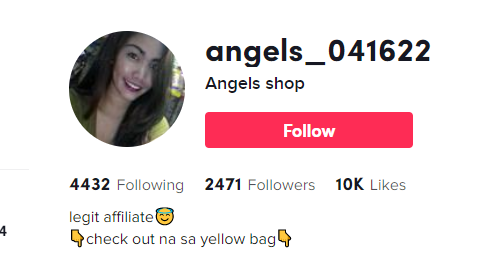 angels_041622
Angels shop
Follow
4432 Following 2471 Followers 10K Likes
legit affiliate😇
👇check out na sa yellow bag👇
4